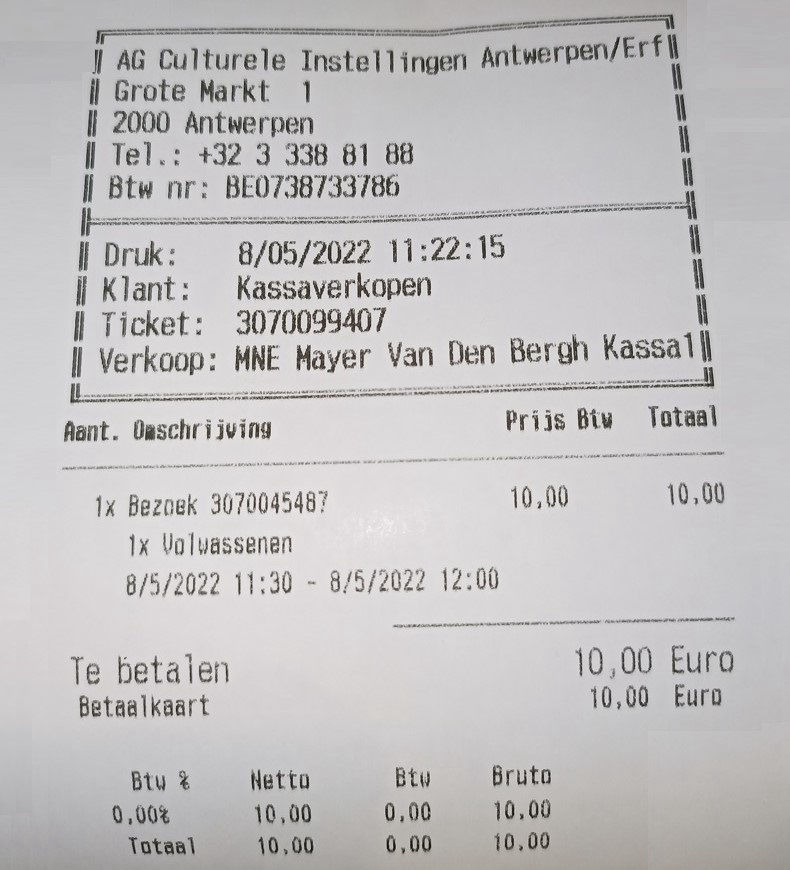 AG Culturele Instellingen Antwerpen/Erf
Grote Markt 1
2000 Antwerpen
Tel.: +32 3 338 81 88
Btw nr: BE0738733786
Druk: 8/05/2022 11:22:15
Klant: Kassaverkopen
Ticket: 3070099407
Verkoop: MNE Mayer Van Den Bergh Kassa1
Aant. Omschrijving Prijs Btw Totaal
1x Bezoek 3070045487 10,00 10,00
1x Volwassenen
8/5/2022 11:30 - 8/5/2022 12:00
Te betalen 10,00 Euro
Betaalkaart 10,00 Euro
Btw % Netto Btw Bruto
0,00% 10,00 0,00 10,00
Totaal 10,00 0,00 10,00